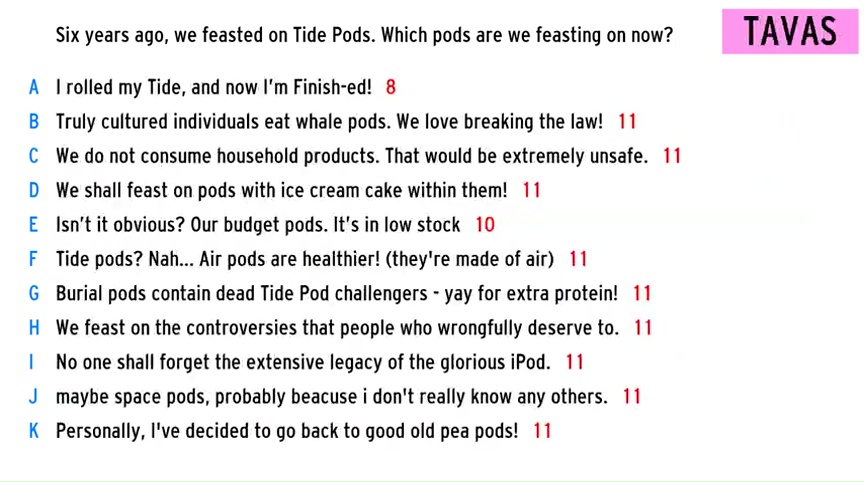 Six years ago, we feasted on Tide Pods. Which pods are we feasting on now?
TAVAS
A I rolled my Tide, and now I'm Finish-ed! 8
B Truly cultured individuals eat whale pods. We love breaking the law! 11
C We do not consume household products. That would be extremely unsafe. 11
D We shall feast on pods with ice cream cake within them! 11
E Isn't it obvious? Our budget pods. It's in low stock 10
F Tide pods? Nah... Air pods are healthier! (they're made of air) 11
G Burial pods contain dead Tide Pod challengers - yay for extra protein! 11
H We feast on the controversies that people who wrongfully deserve to. 11
I No one shall forget the extensive legacy of the glorious iPod. 11
J maybe space pods, probably beacuse i don't really know any others. 11
K Personally, I've decided to go back to good old pea pods! 11